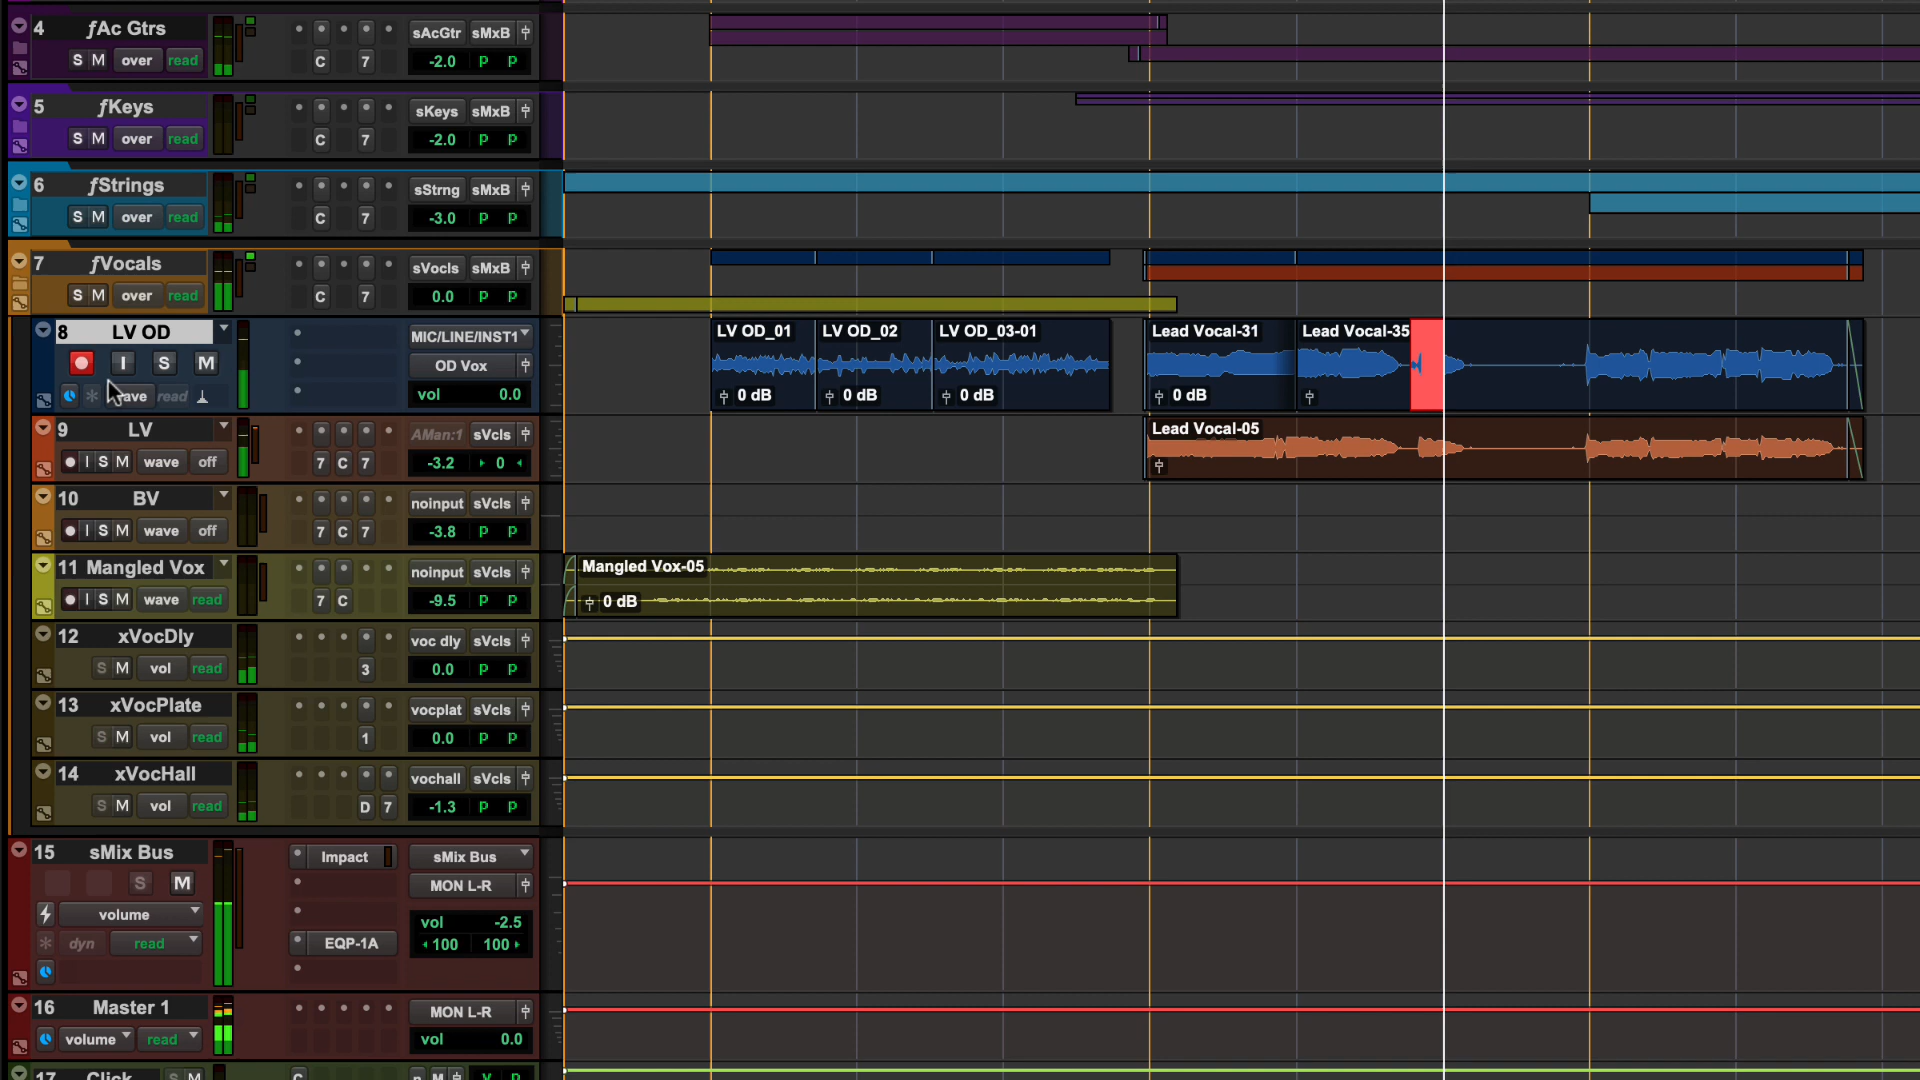 4 ƒAc Gtrs
S M over read
sAcGtr sMxB
C 7 -2.0 P P
5 ƒKeys
S M over read
sKeys sMxB
C 7 -2.0 P P
6 ƒStrings
S M over read
sStrng sMxB
C 7 -3.0 P P
7 ƒVocals
S M over read
sVocls sMxB
C 7 0.0 P P
8 LV OD
I S M
wave read
MIC/LINE/INST1
OD Vox
vol 0.0
LV OD_01 LV OD_02 LV OD_03-01 Lead Vocal-31 Lead Vocal-35
0 dB 0 dB 0 dB 0 dB
9 LV
I S M wave off
AMan:1 sVcls
7 C 7 -3.2 0
Lead Vocal-05
10 BV
I S M wave off
noinput sVcls
7 C 7 -3.8 P P
11 Mangled Vox
I S M wave read
noinput sVcls
7 C -9.5 P P
Mangled Vox-05
0 dB
12 xVocDly
S M vol read
voc dly sVcls
3 0.0 P P
13 xVocPlate
S M vol read
vocplat sVcls
1 0.0 P P
14 xVocHall
S M vol read
vochall sVcls
D 7 -1.3 P P
15 sMix Bus
S M
volume
dyn read
Impact
EQP-1A
sMix Bus
MON L-R
vol -2.5
100 100
16 Master 1
volume read
MON L-R
vol 0.0
17 Click S M
C M